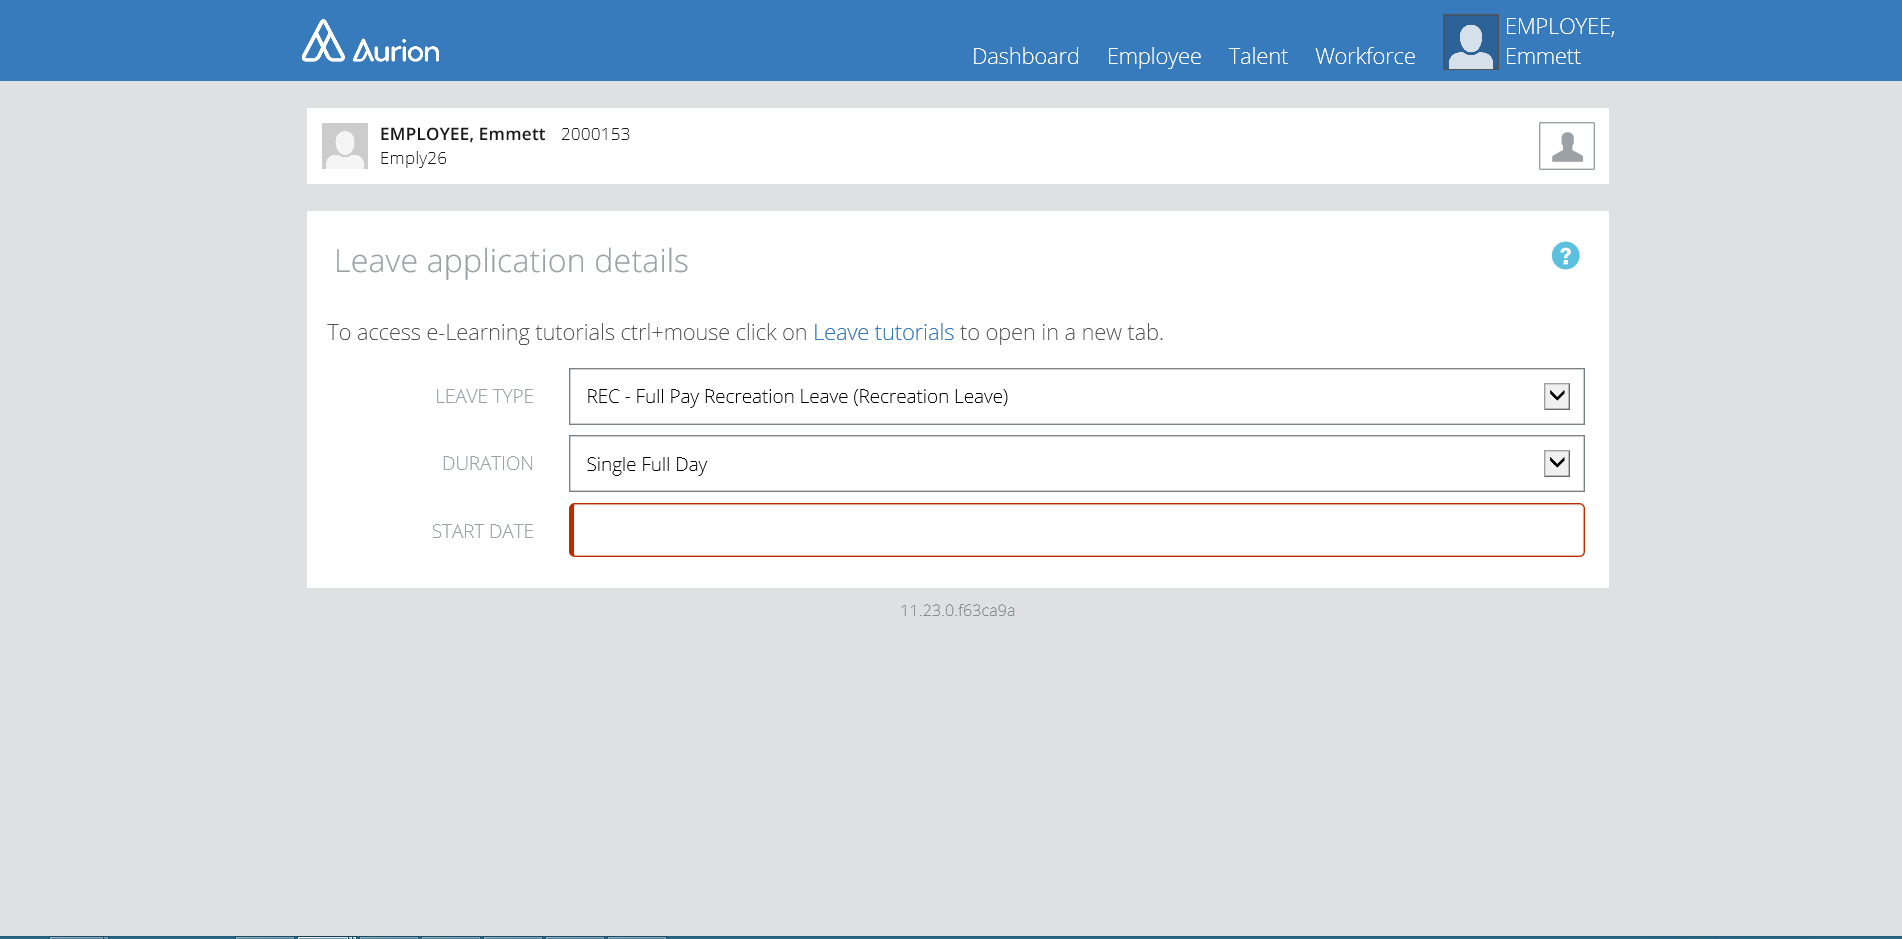 Aurion
Dashboard Employee Talent Workforce
EMPLOYEE,
Emmett
EMPLOYEE, Emmett 2000153
Emply26
Leave application details
?
To access e-Learning tutorials ctrl+mouse click on Leave tutorials to open in a new tab.
LEAVE TYPE REC - Full Pay Recreation Leave (Recreation Leave)
DURATION Single Full Day
START DATE
11.23.0.f63ca9a